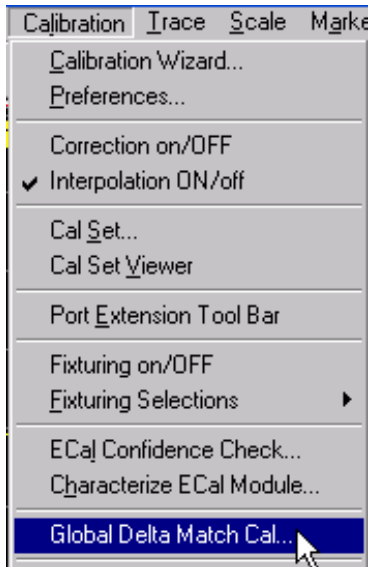 Calibration Trace Scale Marke
Calibration Wizard...
Preferences...
Correction on/OFF
Interpolation ON/off
Cal Set...
Cal Set Viewer
Port Extension Tool Bar
Fixturing on/OFF
Fixturing Selections
ECal Confidence Check...
Characterize ECal Module...
Global Delta Match Cal...